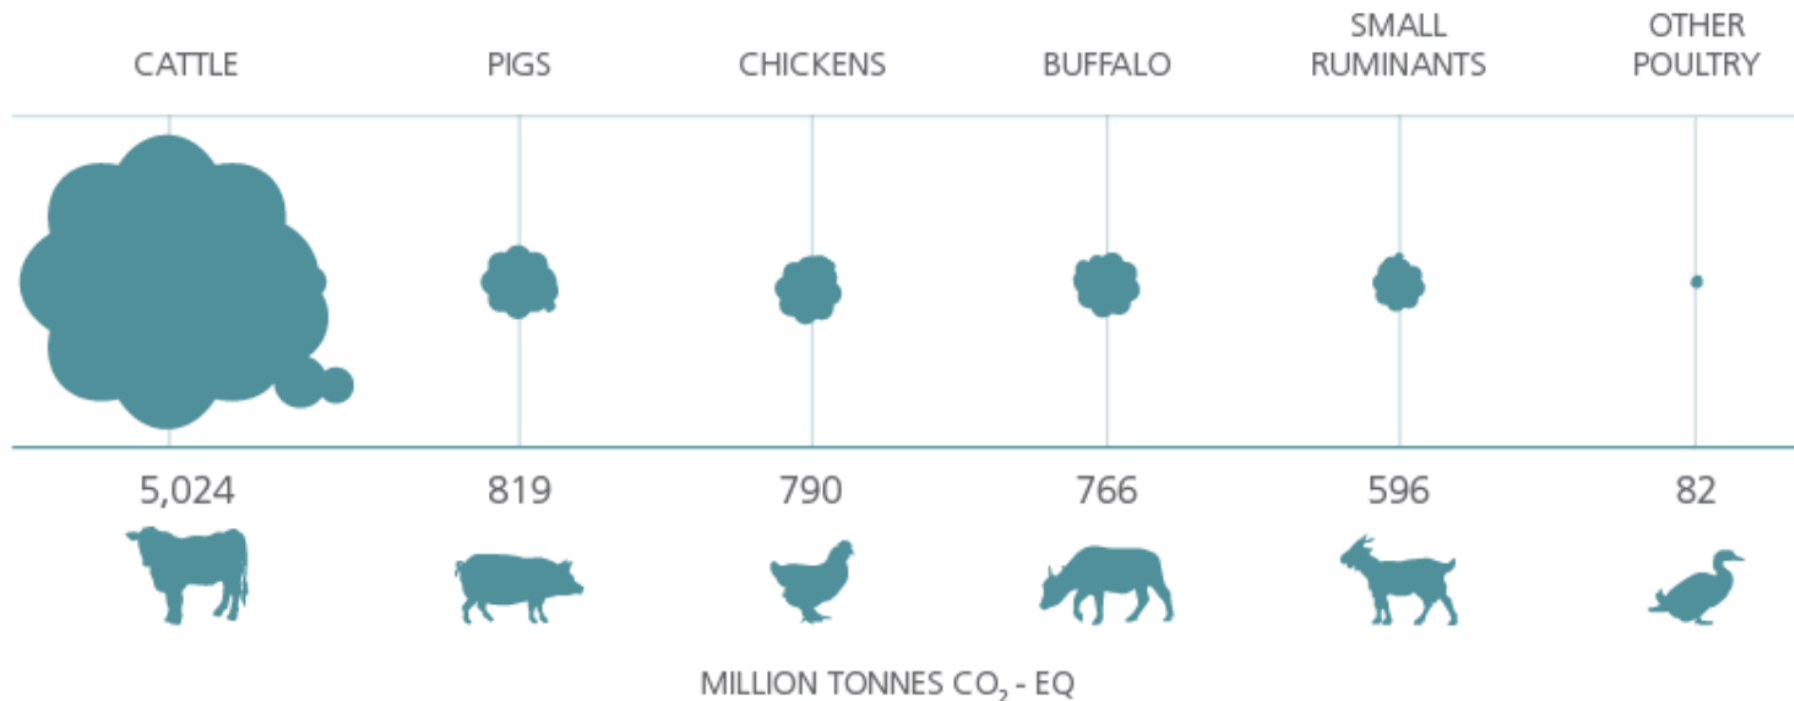 CATTLE
PIGS
CHICKENS
BUFFALO
SMALL
RUMINANTS
OTHER
POULTRY
5,024
819
790
766
596
82
MILLION TONNES CO₂ - EQ